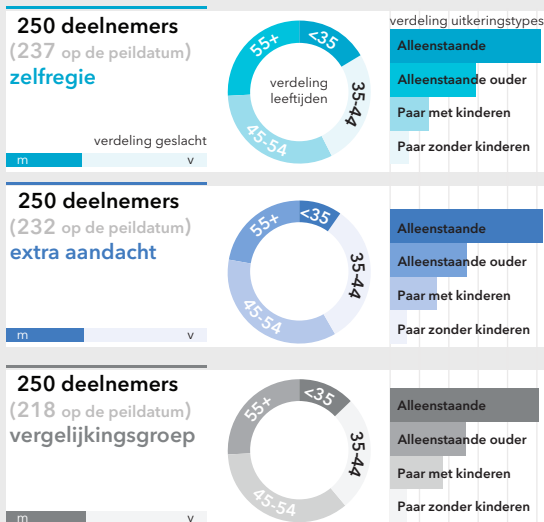 250 deelnemers
(237 op de peildatum)
zelfregie
verdeling geslacht
m v
verdeling leeftijden
<35
35-44
45-54
55+
verdeling uitkeringstypes
Alleenstaande
Alleenstaande ouder
Paar met kinderen
Paar zonder kinderen
250 deelnemers
(232 op de peildatum)
extra aandacht
m v
<35
35-44
45-54
55+
Alleenstaande
Alleenstaande ouder
Paar met kinderen
Paar zonder kinderen
250 deelnemers
(218 op de peildatum)
vergelijkingsgroep
m v
<35
35-44
45-54
55+
Alleenstaande
Alleenstaande ouder
Paar met kinderen
Paar zonder kinderen